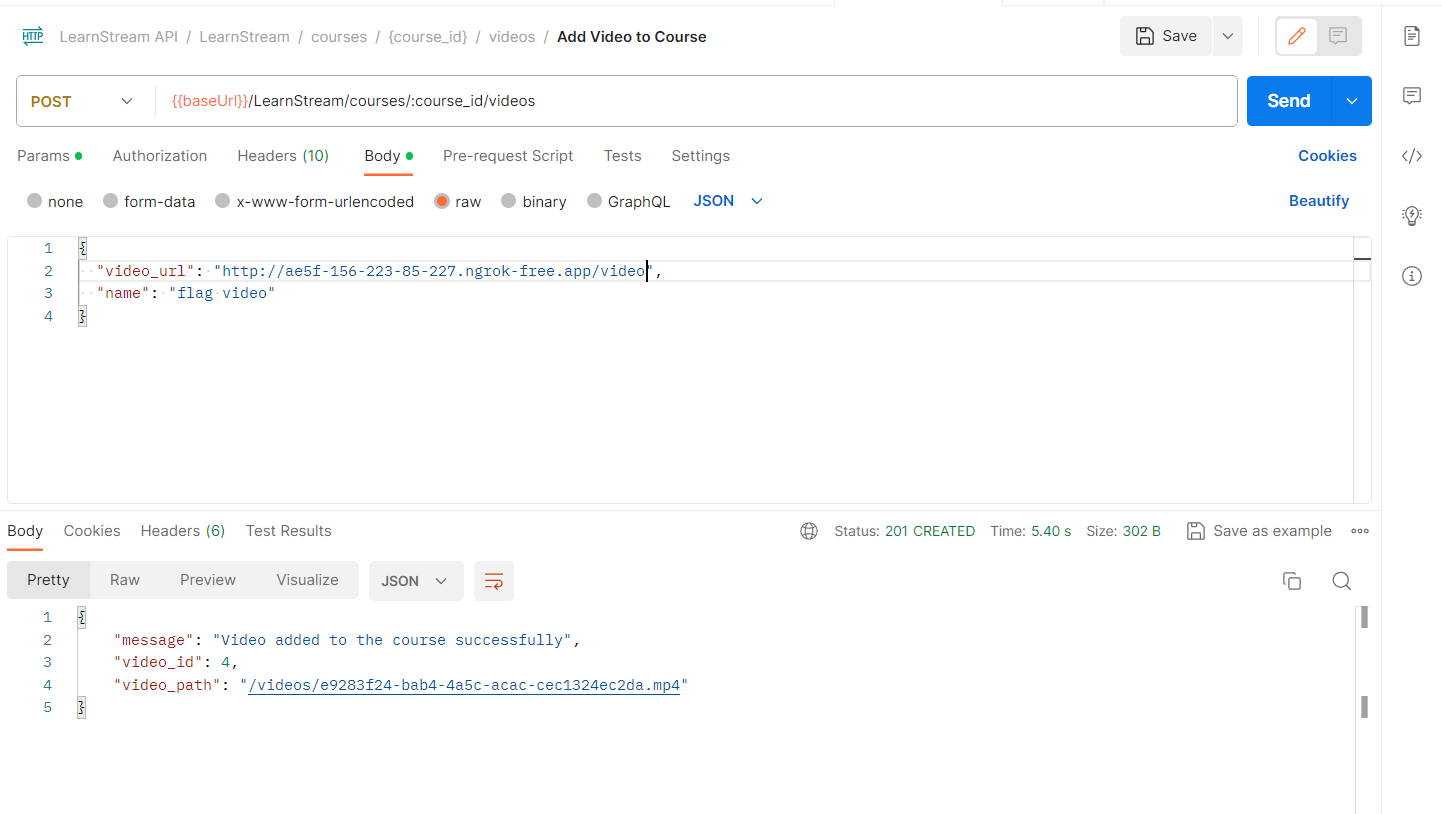 HTTP LearnStream API / LearnStream / courses / {course_id} / videos / Add Video to Course Save
POST {{baseUrl}}/LearnStream/courses/:course_id/videos Send
Params Authorization Headers (10) Body Pre-request Script Tests Settings Cookies
none form-data x-www-form-urlencoded raw binary GraphQL JSON Beautify
1 {
2 "video_url": "http://ae5f-156-223-85-227.ngrok-free.app/video",
3 "name": "flag video"
4 }
Body Cookies Headers (6) Test Results Status: 201 CREATED Time: 5.40 s Size: 302 B Save as example
Pretty Raw Preview Visualize JSON
1 {
2 "message": "Video added to the course successfully",
3 "video_id": 4,
4 "video_path": "/videos/e9283f24-bab4-4a5c-acac-cec1324ec2da.mp4"
5 }